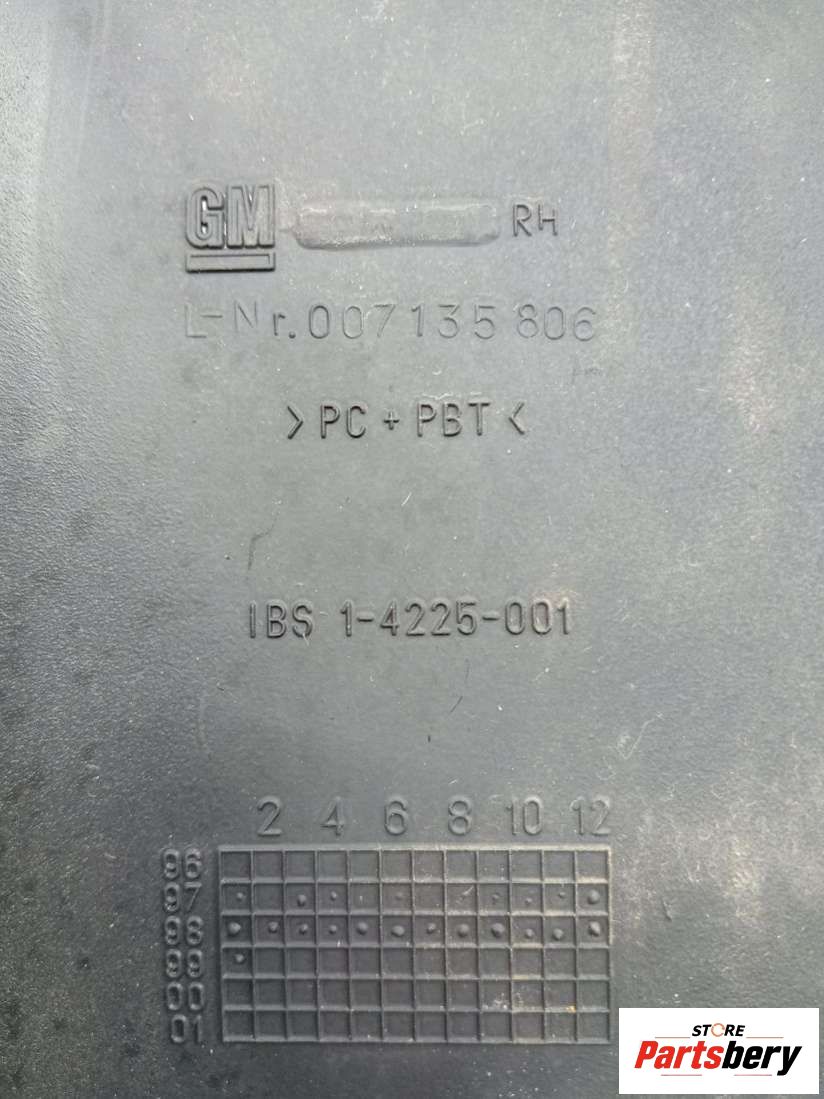 GM RH
L-Nr. 007135806
>PC + PBT<
IBS 1-4225-001
2 4 6 8 10 12
96
97
98
99
00
01
STORE
Partsbery